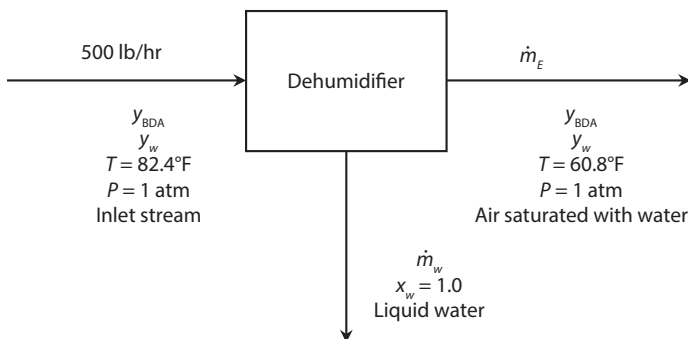 500 lb/hr
Dehumidifier
ṁ_E
y_BDA
y_w
T = 82.4°F
P = 1 atm
Inlet stream
y_BDA
y_w
T = 60.8°F
P = 1 atm
Air saturated with water
ṁ_w
x_w = 1.0
Liquid water